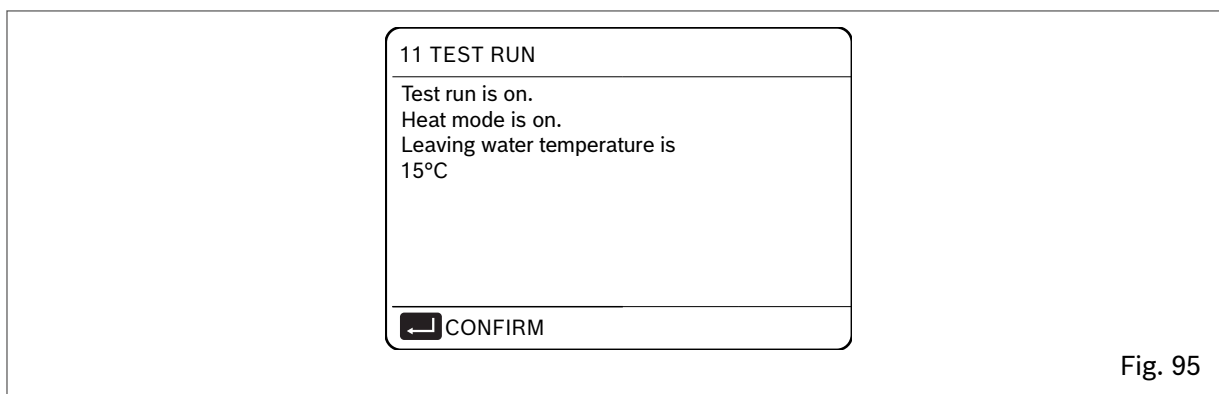 11 TEST RUN
Test run is on.
Heat mode is on.
Leaving water temperature is
15°C
CONFIRM
Fig. 95